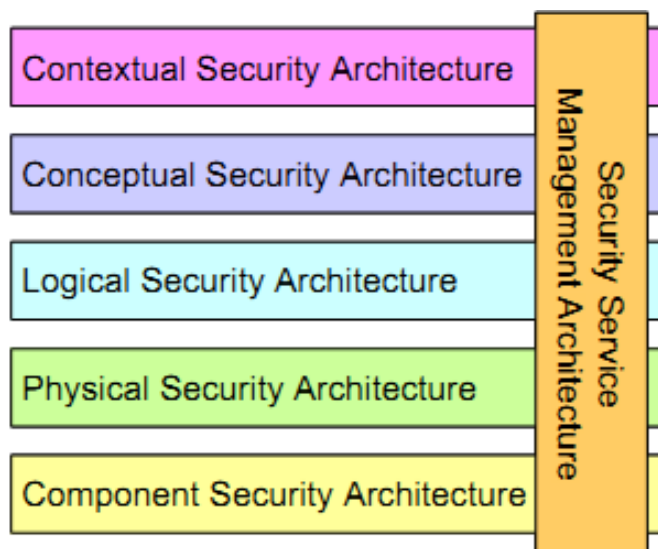 Contextual Security Architecture
Conceptual Security Architecture
Logical Security Architecture
Physical Security Architecture
Component Security Architecture
Security Service
Management Architecture